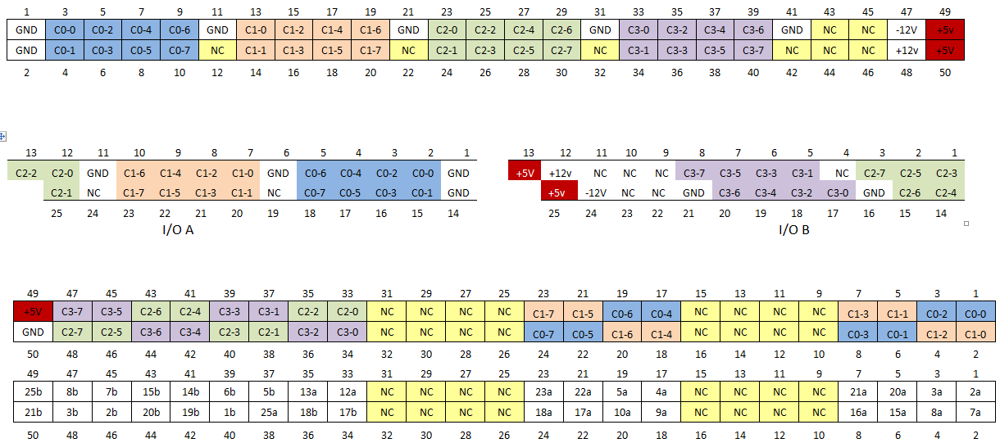 1 3 5 7 9 11 13 15 17 19 21 23 25 27 29 31 33 35 37 39 41 43 45 47 49
GND C0-0 C0-2 C0-4 C0-6 GND C1-0 C1-2 C1-4 C1-6 GND C2-0 C2-2 C2-4 C2-6 GND C3-0 C3-2 C3-4 C3-6 GND NC NC -12V +5v
GND C0-1 C0-3 C0-5 C0-7 NC C1-1 C1-3 C1-5 C1-7 NC C2-1 C2-3 C2-5 C2-7 NC C3-1 C3-3 C3-5 C3-7 NC NC NC +12v +5V
2 4 6 8 10 12 14 16 18 20 22 24 26 28 30 32 34 36 38 40 42 44 46 48 50
13 12 11 10 9 8 7 6 5 4 3 2 1 13 12 11 10 9 8 7 6 5 4 3 2 1
C2-2 C2-0 GND C1-6 C1-4 C1-2 C1-0 GND C0-6 C0-4 C0-2 C0-0 GND +5V +12v NC NC NC C3-7 C3-5 C3-3 C3-1 NC C2-7 C2-5 C2-3
C2-1 NC C1-7 C1-5 C1-3 C1-1 NC C0-7 C0-5 C0-3 C0-1 GND +5v -12V NC NC GND C3-6 C3-4 C3-2 C3-0 GND C2-6 C2-4
25 24 23 22 21 20 19 18 17 16 15 14 25 24 23 22 21 20 19 18 17 16 15 14
I/O A I/O B
49 47 45 43 41 39 37 35 33 31 29 27 25 23 21 19 17 15 13 11 9 7 5 3 1
+5V C3-7 C3-5 C2-6 C2-4 C3-3 C3-1 C2-2 C2-0 NC NC NC NC C1-7 C1-5 C0-6 C0-4 NC NC NC NC C1-3 C1-1 C0-2 C0-0
GND C2-7 C2-5 C3-6 C3-4 C2-3 C2-1 C3-2 C3-0 NC NC NC NC C0-7 C0-5 C1-6 C1-4 NC NC NC NC C0-3 C0-1 C1-2 C1-0
50 48 46 44 42 40 38 36 34 32 30 28 26 24 22 20 18 16 14 12 10 8 6 4 2
49 47 45 43 41 39 37 35 33 31 29 27 25 23 21 19 17 15 13 11 9 7 5 3 1
25b 8b 7b 15b 14b 6b 5b 13a 12a NC NC NC NC 23a 22a 5a 4a NC NC NC NC 21a 20a 3a 2a
21b 3b 2b 20b 19b 1b 25a 18b 17b NC NC NC NC 18a 17a 10a 9a NC NC NC NC 16a 15a 8a 7a
50 48 46 44 42 40 38 36 34 32 30 28 26 24 22 20 18 16 14 12 10 8 6 4 2